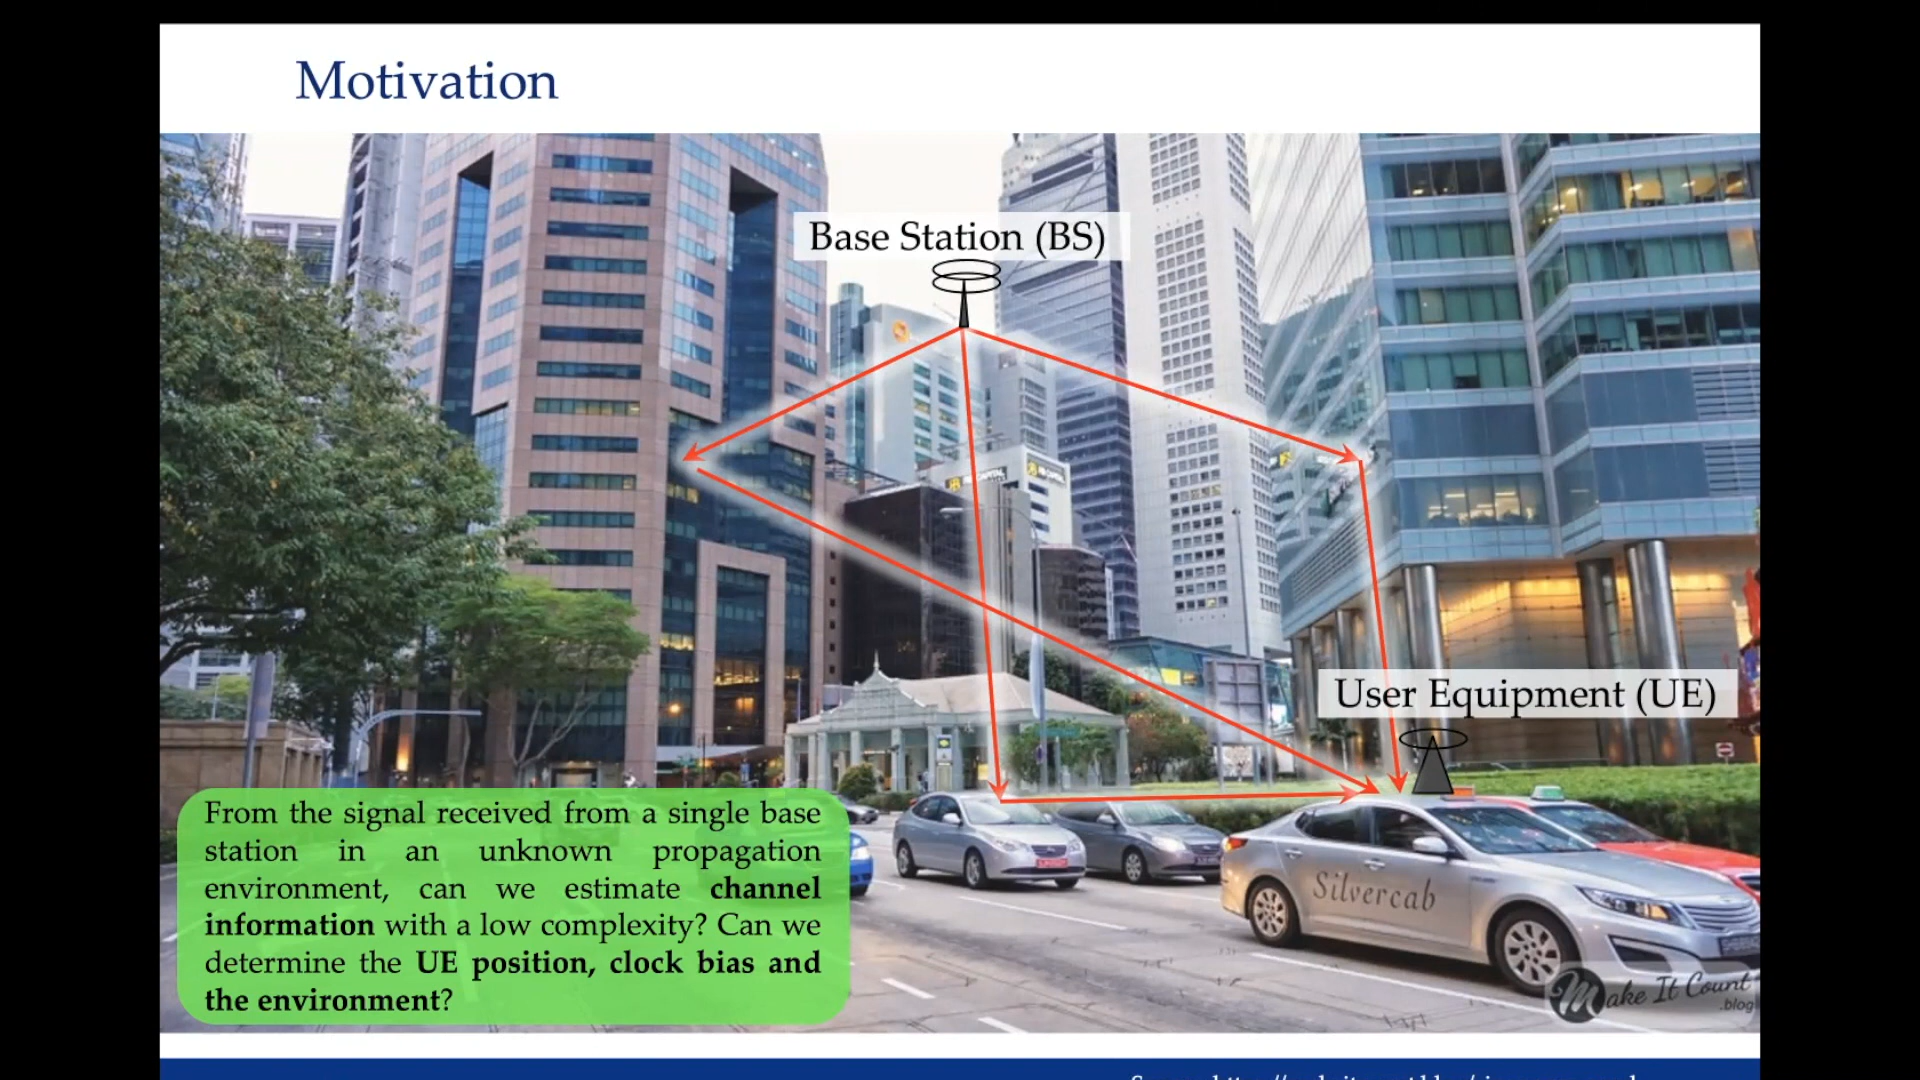 Motivation
Base Station (BS)
User Equipment (UE)
From the signal received from a single base
station in an unknown propagation
environment, can we estimate channel
information with a low complexity? Can we
determine the UE position, clock bias and
the environment?
Silvercab
Make It Count
.blog